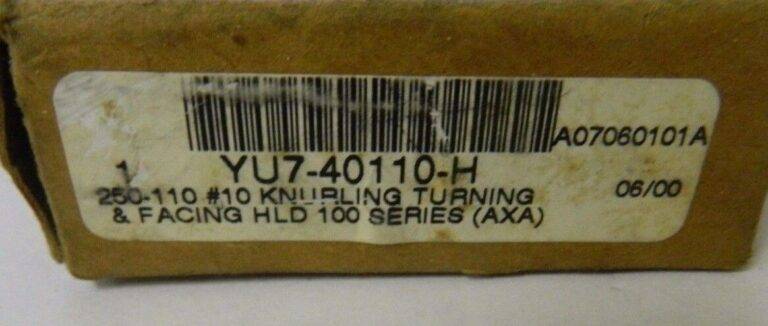 A07060101A
1 YU7-40110-H
250-110 #10 KNURLING TURNING 06/00
& FACING HLD 100 SERIES (AXA)